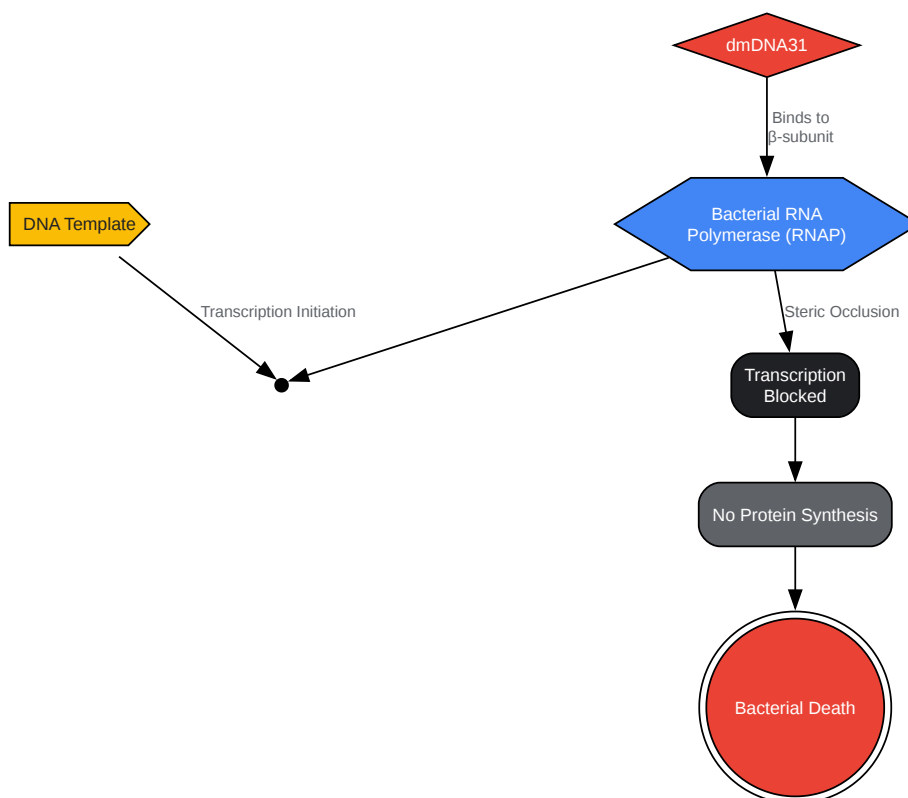 dmDNA31
Binds to
β-subunit
DNA Template
Bacterial RNA
Polymerase (RNAP)
Transcription Initiation
Steric Occlusion
Transcription
Blocked
No Protein Synthesis
Bacterial Death